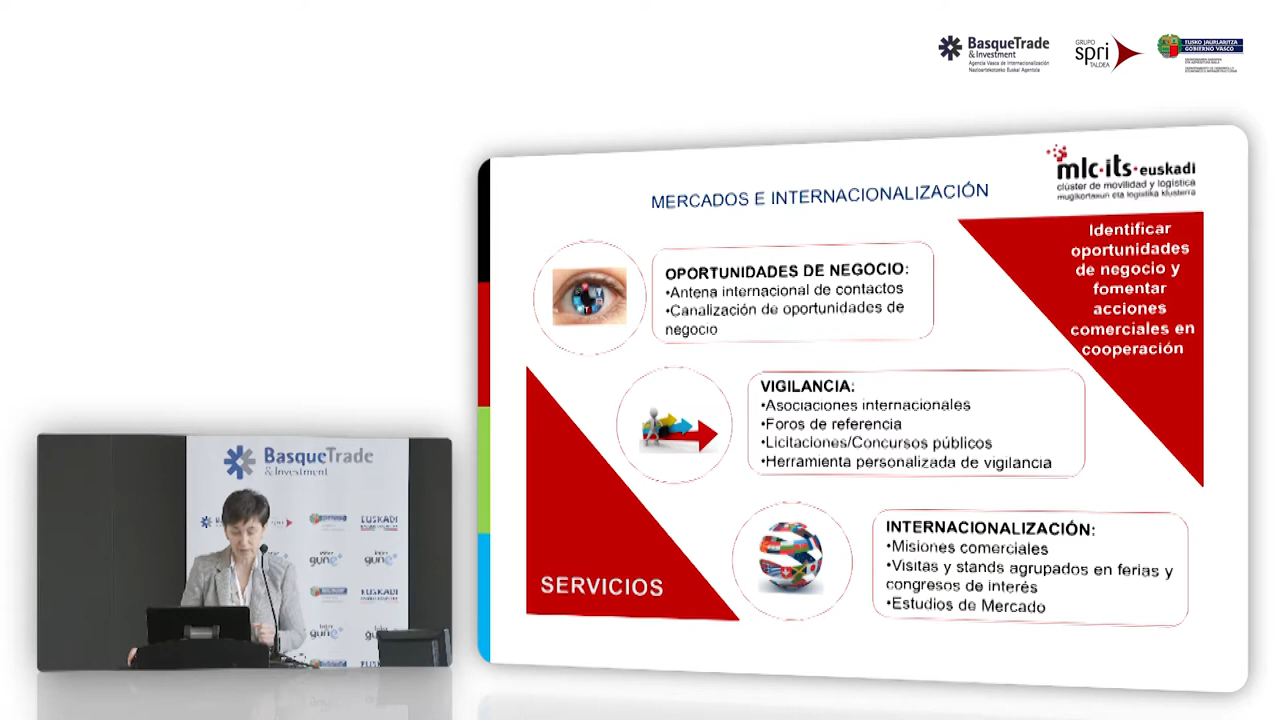 BasqueTrade
& Investment
Agencia Vasca de Internacionalización
Nazioartekotzeko Euskal Agentzia
GRUPO
spri
TALDEA
EUSKO JAURLARITZA
GOBIERNO VASCO
mlc·its·euskadi
clúster de movilidad y logística
mugikortasun eta logistika klusterra
MERCADOS E INTERNACIONALIZACIÓN
Identificar
oportunidades
de negocio y
fomentar
acciones
comerciales en
cooperación
OPORTUNIDADES DE NEGOCIO:
•Antena internacional de contactos
•Canalización de oportunidades de
negocio
VIGILANCIA:
•Asociaciones internacionales
•Foros de referencia
•Licitaciones/Concursos públicos
•Herramienta personalizada de vigilancia
INTERNACIONALIZACIÓN:
•Misiones comerciales
•Visitas y stands agrupados en ferias y
congresos de interés
•Estudios de Mercado
SERVICIOS
BasqueTrade
& Investment
EUSKADI
inter
gune+
inter
gune+
EUSKADI
inter
gune+